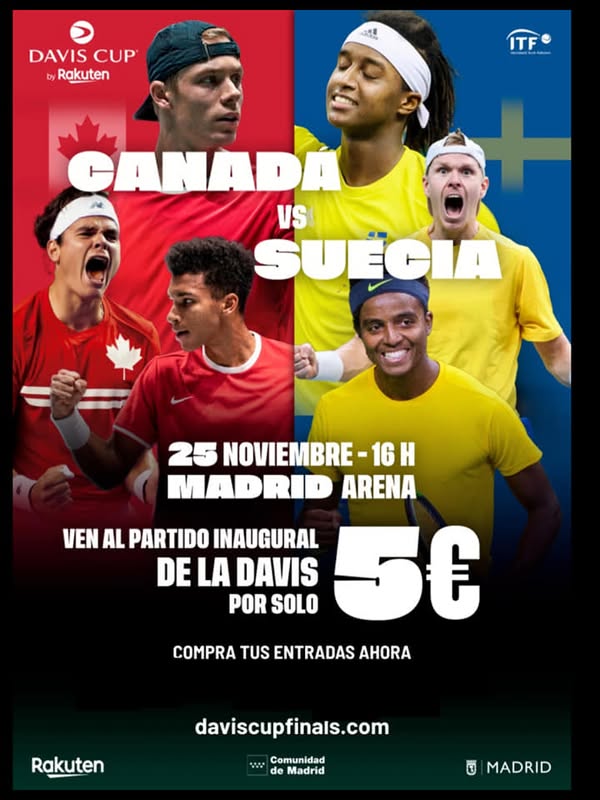 DAVIS CUP
by Rakuten
ITF
CANADA
VS
SUECIA
25 NOVIEMBRE - 16 H
MADRID ARENA
VEN AL PARTIDO INAUGURAL
DE LA DAVIS
POR SOLO
5€
COMPRA TUS ENTRADAS AHORA
daviscupfinals.com
Rakuten
Comunidad
de Madrid
MADRID